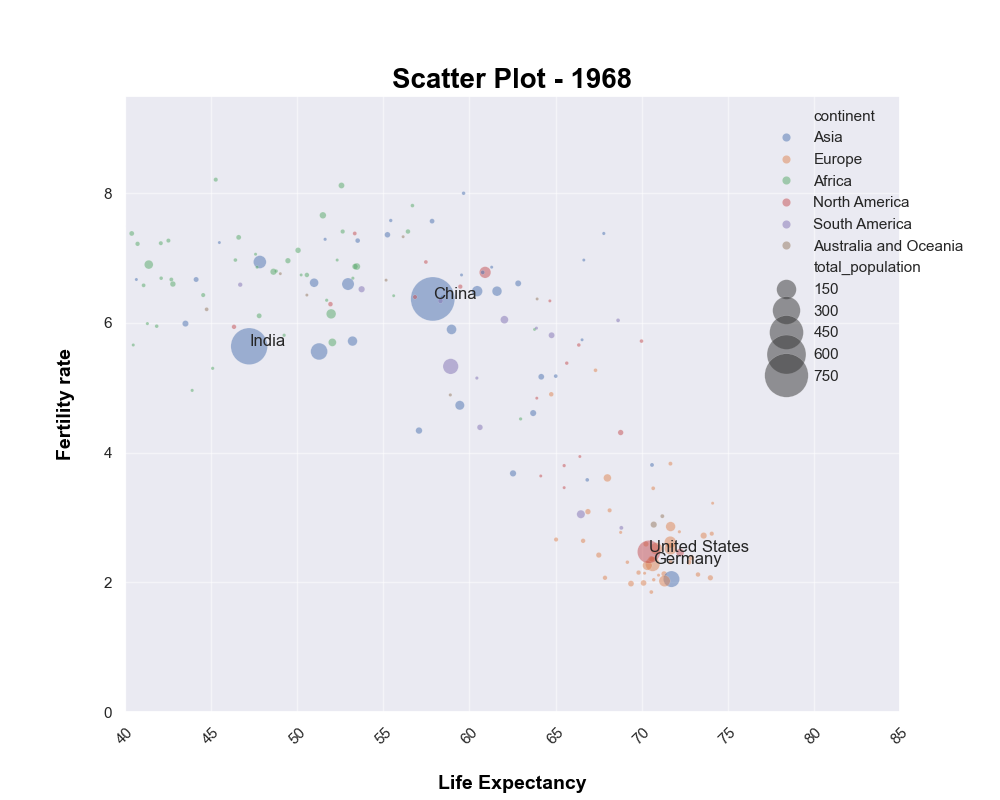 Scatter Plot - 1968
continent
Asia
Europe
Africa
North America
South America
Australia and Oceania
total_population
150
300
450
600
750
8
6
4
2
0
Fertility rate
China
India
United States
Germany
40
45
50
55
60
65
70
75
80
85
Life Expectancy